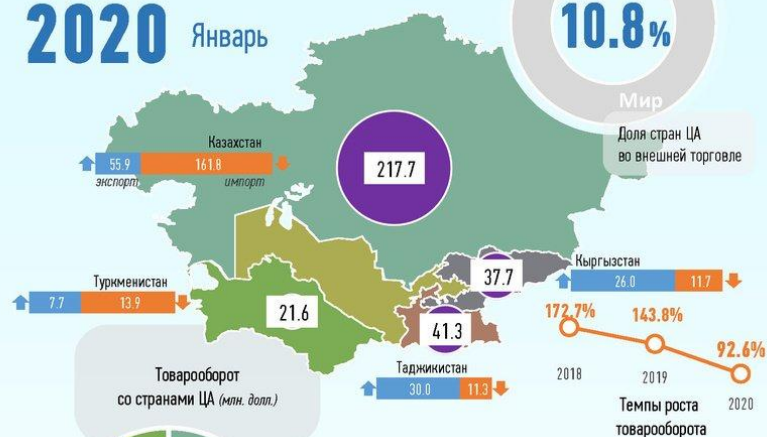 2020 Январь
10.8%
Мир
Доля стран ЦА
во внешней торговле
Казахстан
55.9 161.8
экспорт импорт
217.7
Кыргызстан
26.0 11.7
37.7
Туркменистан
7.7 13.9
21.6
41.3
Таджикистан
30.0 11.3
172.7% 143.8% 92.6%
2018 2019 2020
Товарооборот
со странами ЦА (млн. долл.)
Темпы роста
товарооборота